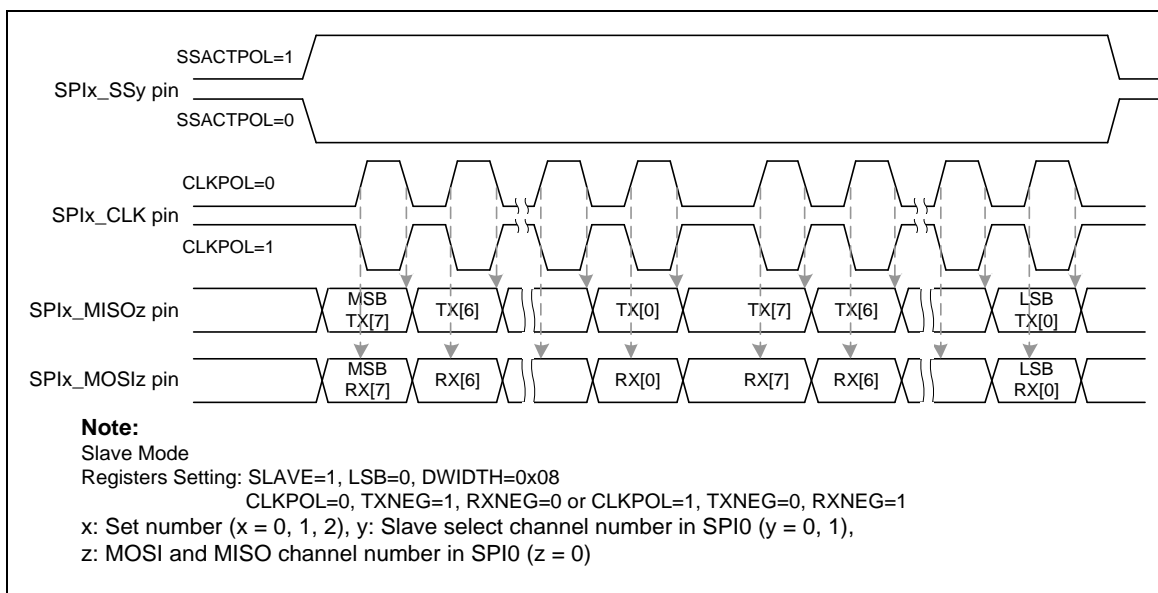 SSACTPOL=1
SPIx_SSy pin
SSACTPOL=0
CLKPOL=0
SPIx_CLK pin
CLKPOL=1
SPIx_MISOz pin
MSB
TX[7]
TX[6]
TX[0]
TX[7]
TX[6]
LSB
TX[0]
SPIx_MOSIz pin
MSB
RX[7]
RX[6]
RX[0]
RX[7]
RX[6]
LSB
RX[0]
Note:
Slave Mode
Registers Setting: SLAVE=1, LSB=0, DWIDTH=0x08
CLKPOL=0, TXNEG=1, RXNEG=0 or CLKPOL=1, TXNEG=0, RXNEG=1
x: Set number (x = 0, 1, 2), y: Slave select channel number in SPI0 (y = 0, 1),
z: MOSI and MISO channel number in SPI0 (z = 0)